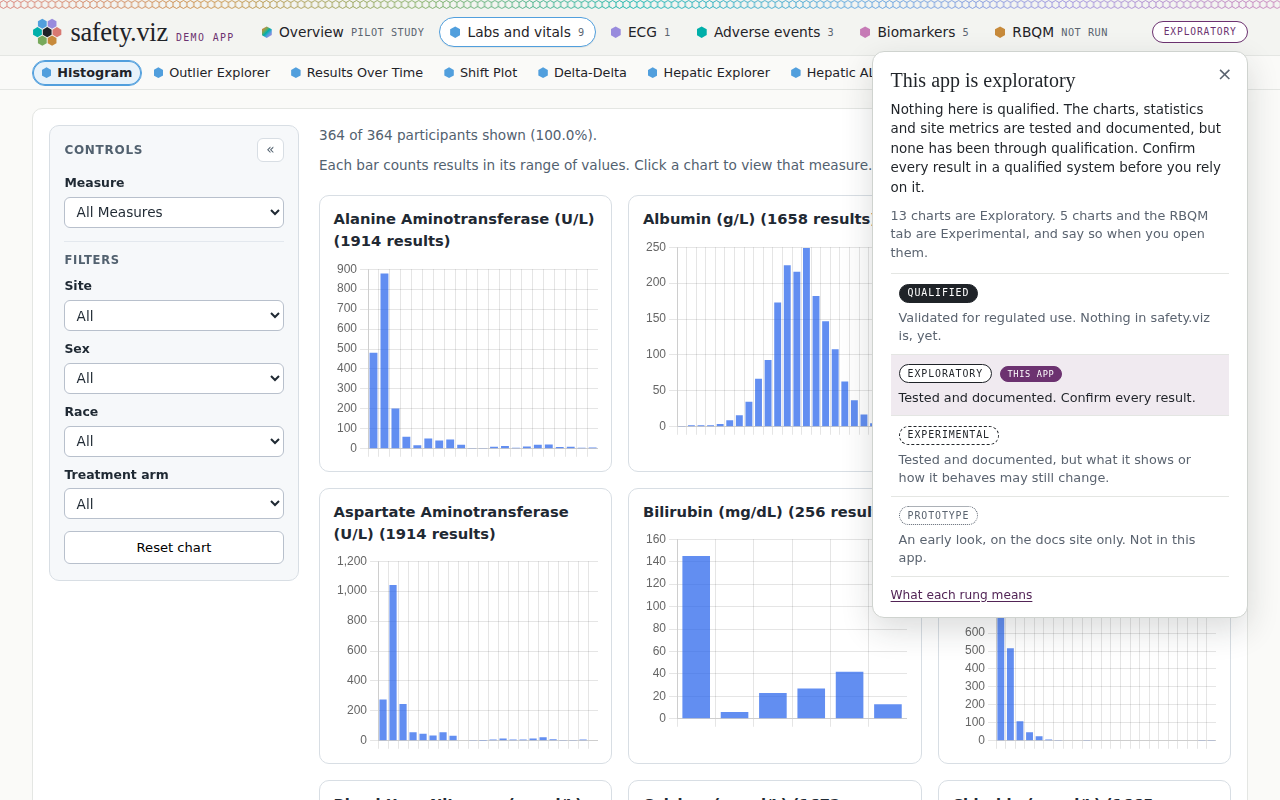 safety.viz DEMO APP
Overview PILOT STUDY
Labs and vitals 9
ECG 1
Adverse events 3
Biomarkers 5
RBQM NOT RUN
EXPLORATORY
Histogram
Outlier Explorer
Results Over Time
Shift Plot
Delta-Delta
Hepatic Explorer
CONTROLS
«
Measure
All Measures
FILTERS
Site
All
Sex
All
Race
All
Treatment arm
All
Reset chart
364 of 364 participants shown (100.0%).
Each bar counts results in its range of values. Click a chart to view that measure.
Alanine Aminotransferase (U/L)
(1914 results)
900
800
700
600
500
400
300
200
100
0
Albumin (g/L) (1658 results)
250
200
150
100
50
0
Aspartate Aminotransferase
(U/L) (1914 results)
1,200
1,000
800
600
400
200
0
Bilirubin (mg/dL) (256
160
140
120
100
80
60
40
20
0
600
500
400
300
200
100
0
This app is exploratory
×
Nothing here is qualified. The charts, statistics
and site metrics are tested and documented, but
none has been through qualification. Confirm
every result in a qualified system before you rely
on it.
13 charts are Exploratory. 5 charts and the RBQM
tab are Experimental, and say so when you open
them.
QUALIFIED
Validated for regulated use. Nothing in safety.viz
is, yet.
EXPLORATORY THIS APP
Tested and documented. Confirm every result.
EXPERIMENTAL
Tested and documented, but what it shows or
how it behaves may still change.
PROTOTYPE
An early look, on the docs site only. Not in this
app.
What each rung means